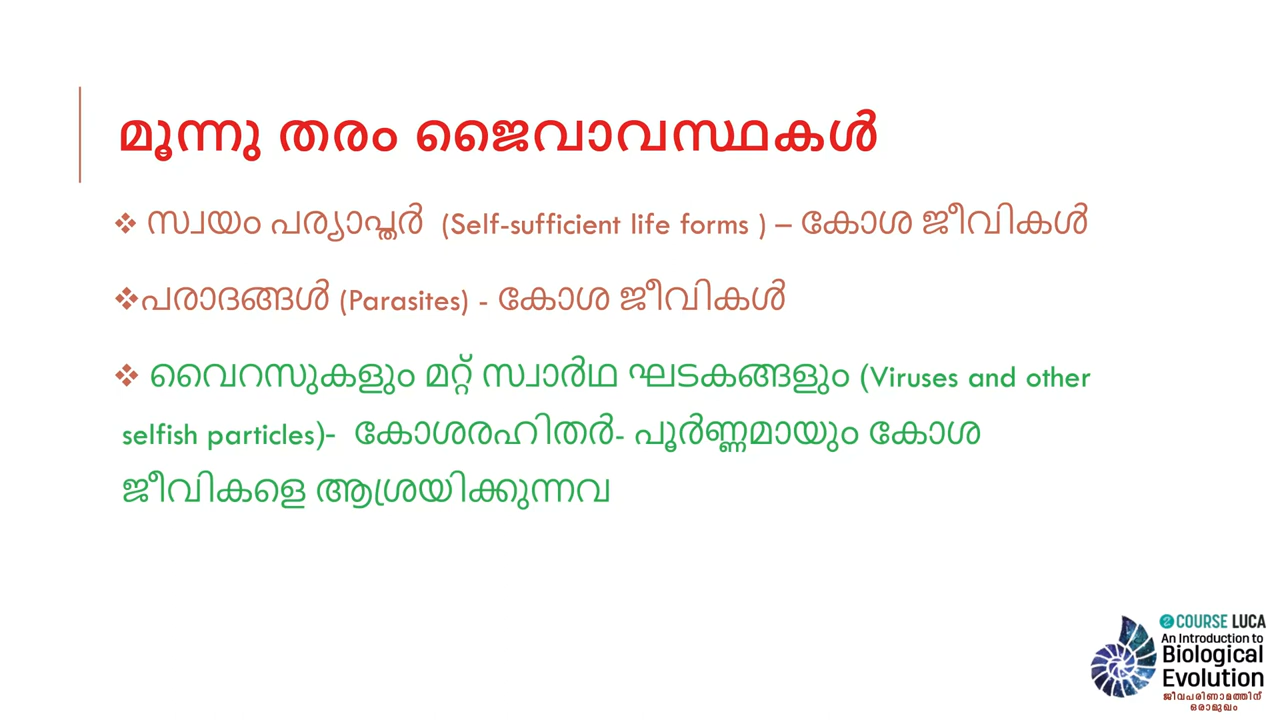 മൂന്നു തരം ജൈവാവസ്ഥകൾ
❖ സ്വയം പര്യാപ്തർ (Self-sufficient life forms ) – കോശ ജീവികൾ
❖പരാദങ്ങൾ (Parasites) - കോശ ജീവികൾ
❖ വൈറസുകളും മറ്റ് സ്വാർഥ ഘടകങ്ങളും (Viruses and other
selfish particles)- കോശരഹിതർ- പൂർണ്ണമായും കോശ
ജീവികളെ ആശ്രയിക്കുന്നവ
2 COURSE LUCA
An Introduction to
Biological
Evolution
ജീവപരിണാമത്തിന്
ഒരാമുഖം